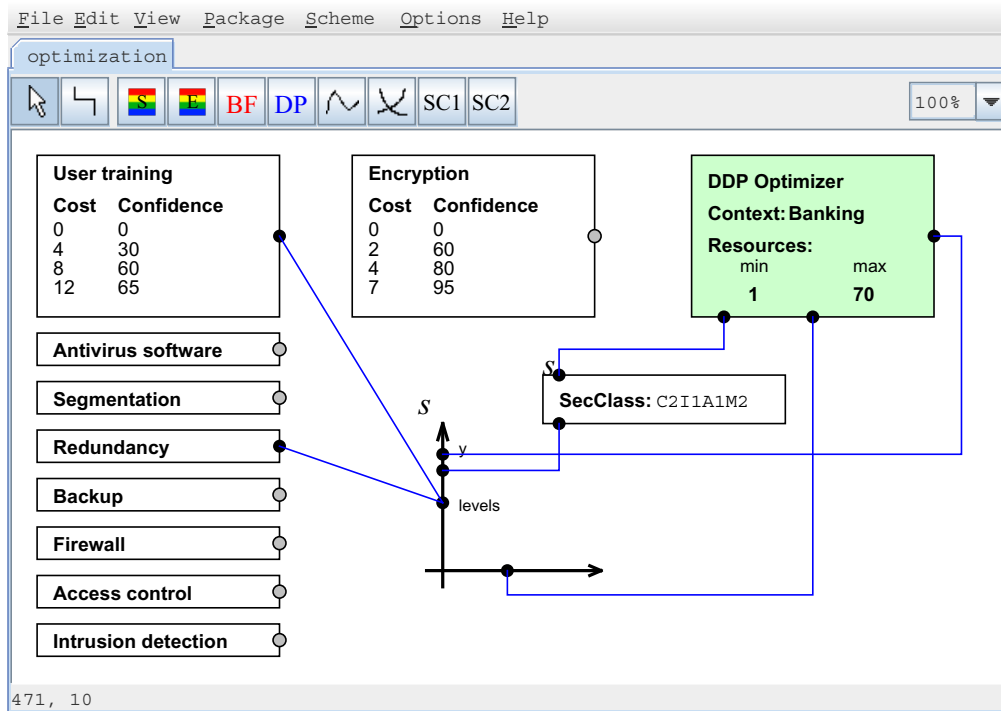 File Edit View Package Scheme Options Help
optimization
S E BF DP SC1 SC2 100%
User training
Cost Confidence
0 0
4 30
8 60
12 65
Encryption
Cost Confidence
0 0
2 60
4 80
7 95
DDP Optimizer
Context: Banking
Resources:
min max
1 70
Antivirus software
Segmentation
Redundancy
Backup
Firewall
Access control
Intrusion detection
S
SecClass: C2I1A1M2
S
y
levels
471, 10